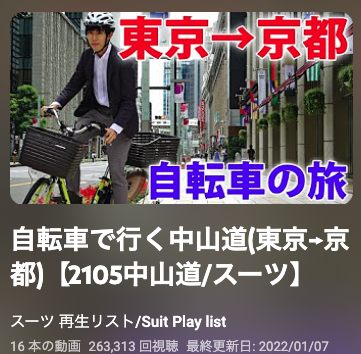 東京→京都
自転車の旅
自転車で行く中山道(東京→京
都)【2105中山道/スーツ】
スーツ 再生リスト/Suit Play list
16 本の動画 263,313 回視聴 最終更新日: 2022/01/07